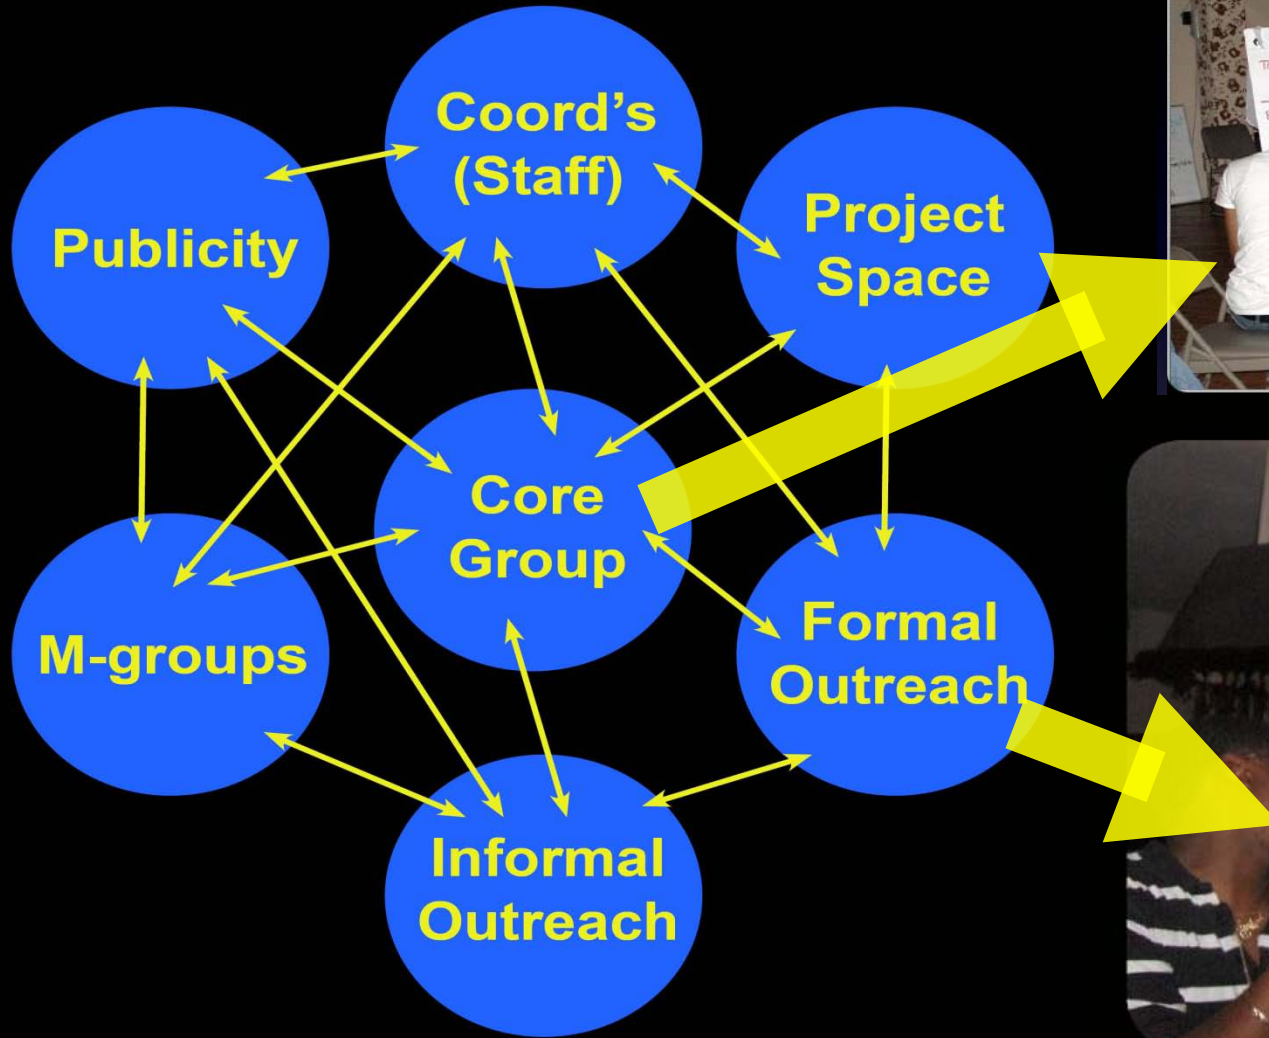 Coord's
(Staff)
Publicity
Project
Space
Core
Group
M-groups
Formal
Outreach
Informal
Outreach